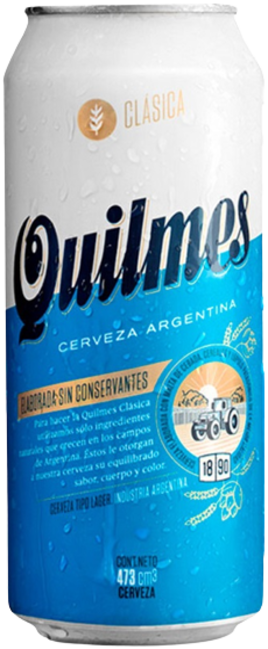 CLÁSICA
Quilmes
CERVEZA ARGENTINA
ELABORADA SIN CONSERVANTES
Para hacer la Quilmes Clásica
utilizamos sólo ingredientes
naturales que crecen en los campos
de Argentina. Éstos le otorgan
a nuestra cerveza su equilibrado
sabor, cuerpo y color.
CERVEZA TIPO LAGER. INDUSTRIA ARGENTINA
18 90
CONT.NETO
473 cm3
CERVEZA